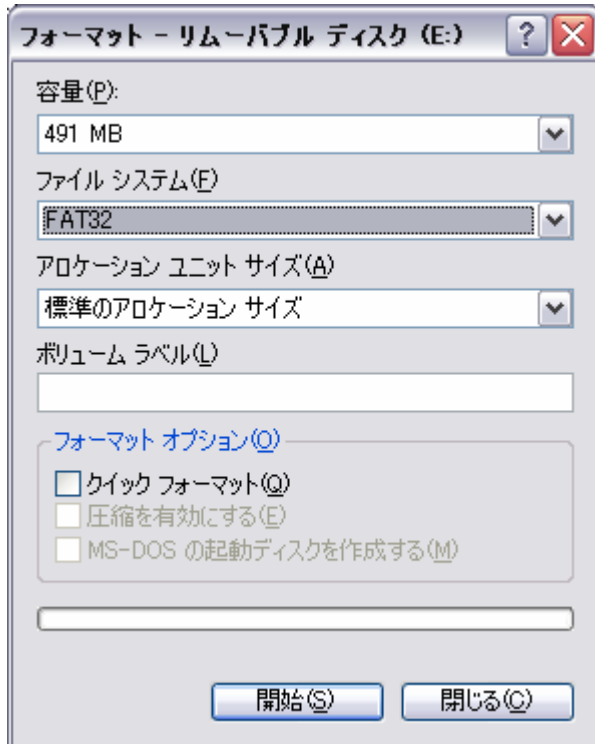 フォーマット - リムーバブル ディスク (E:)
容量(P):
491 MB
ファイル システム(F)
FAT32
アロケーション ユニット サイズ(A)
標準のアロケーション サイズ
ボリューム ラベル(L)
フォーマット オプション(O)
クイック フォーマット(Q)
圧縮を有効にする(E)
MS-DOS の起動ディスクを作成する(M)
開始(S)
閉じる(C)